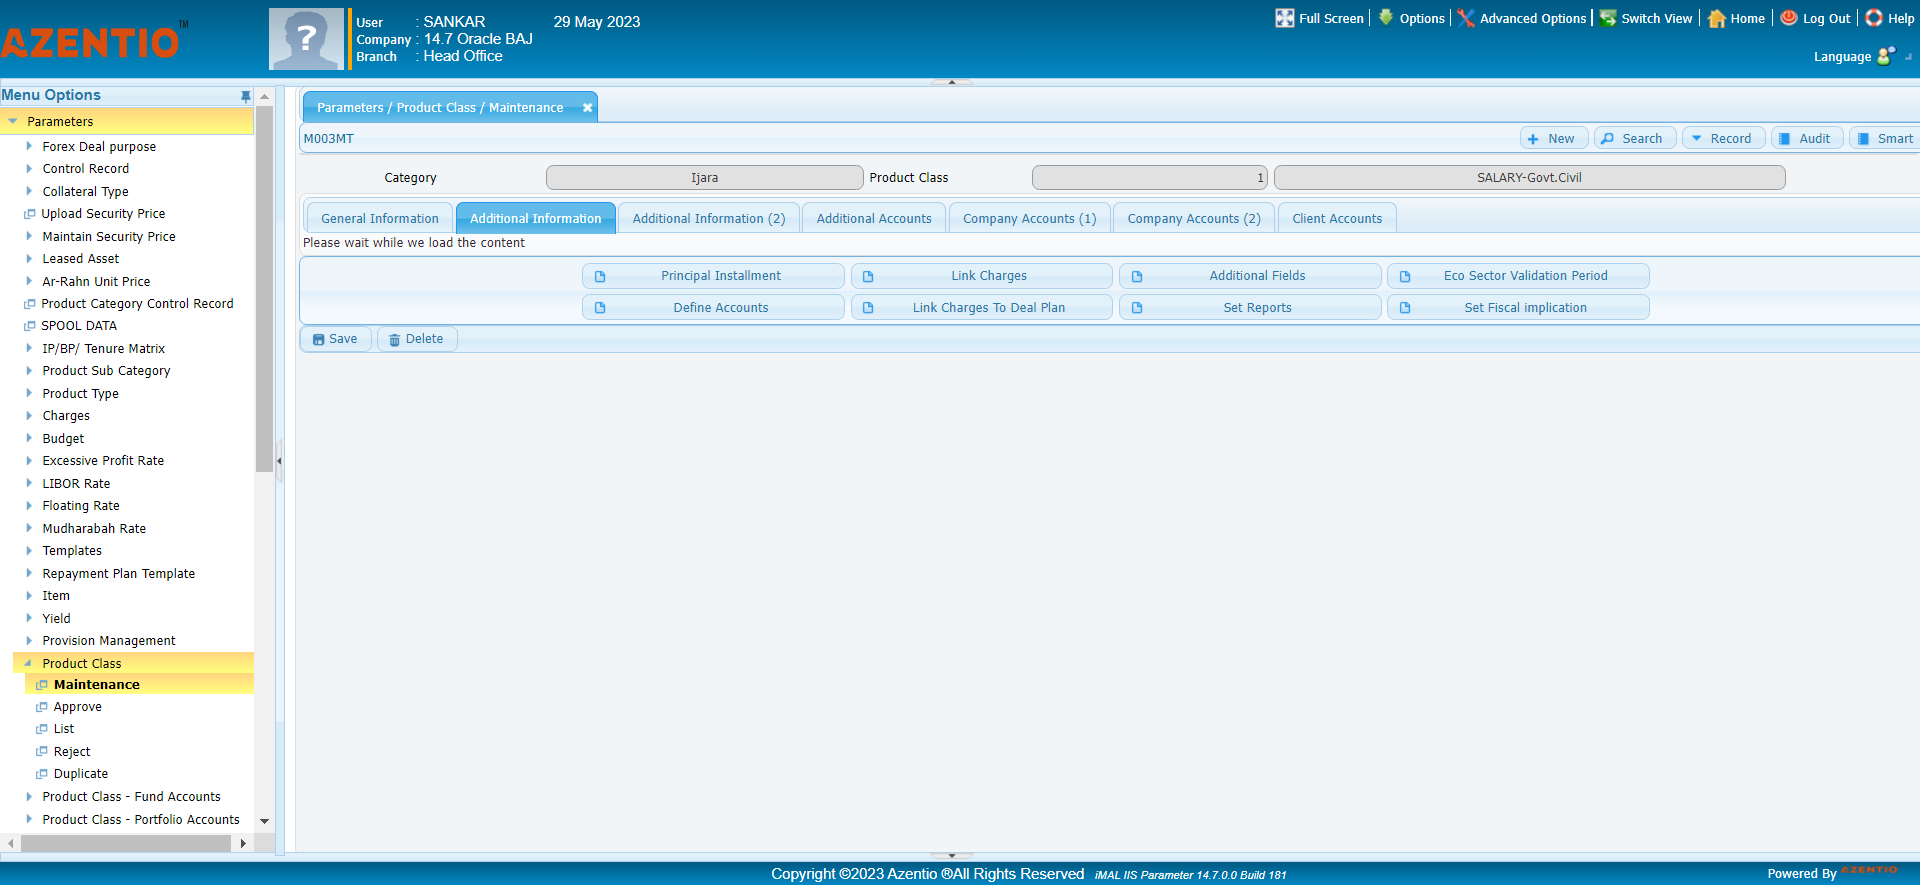 AZENTIO TM
User : SANKAR 29 May 2023
Company : 14.7 Oracle BAJ
Branch : Head Office
Full Screen Options Advanced Options Switch View Home Log Out Help
Language
Menu Options
Parameters
Forex Deal purpose
Control Record
Collateral Type
Upload Security Price
Maintain Security Price
Leased Asset
Ar-Rahn Unit Price
Product Category Control Record
SPOOL DATA
IP/BP/ Tenure Matrix
Product Sub Category
Product Type
Charges
Budget
Excessive Profit Rate
LIBOR Rate
Floating Rate
Mudharabah Rate
Templates
Repayment Plan Template
Item
Yield
Provision Management
Product Class
Maintenance
Approve
List
Reject
Duplicate
Product Class - Fund Accounts
Product Class - Portfolio Accounts
Parameters / Product Class / Maintenance
M003MT New Search Record Audit Smart
Category Ijara Product Class 1 SALARY-Govt.Civil
General Information Additional Information Additional Information (2) Additional Accounts Company Accounts (1) Company Accounts (2) Client Accounts
Please wait while we load the content
Principal Installment Link Charges Additional Fields Eco Sector Validation Period
Define Accounts Link Charges To Deal Plan Set Reports Set Fiscal implication
Save Delete
Copyright ©2023 Azentio ®All Rights Reserved iMAL IIS Parameter 14.7.0.0 Build 181 Powered By AZENTIO